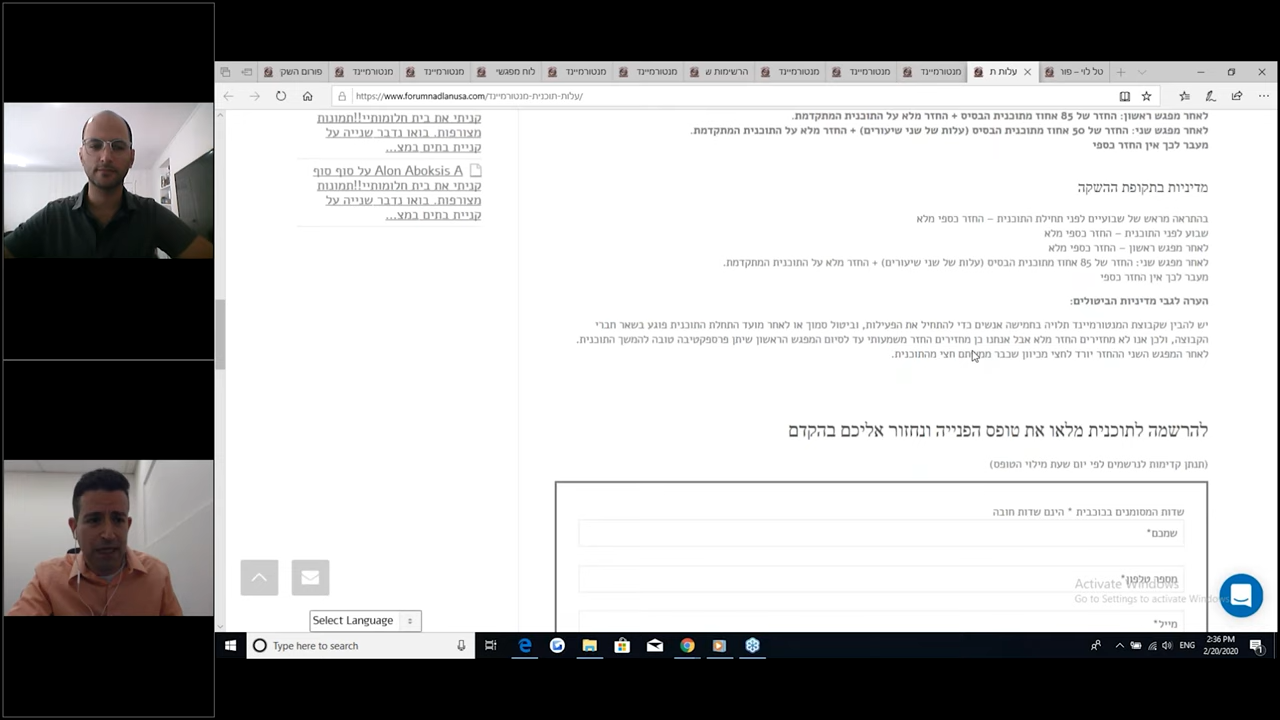 פורום השק
מנטורמיינד
מנטורמיינד
לוח מפגשי
מנטורמיינד
מנטורמיינד
הרשימות ש
מנטורמיינד
מנטורמיינד
מנטורמיינד
עלות ת
טל לוי – פור
https://www.forumnadlanusa.com/עלות-תוכנית-מנטורמיינד/
לאחר מפגש ראשון: החזר של 85 אחוז מתוכנית הבסיס + החזר מלא על התוכנית המתקדמת.
לאחר מפגש שני: החזר של 50 אחוז מתוכנית הבסיס (עלות של שני שיעורים) + החזר מלא על התוכנית המתקדמת.
מעבר לכך אין החזר כספי
מדיניות בתקופת ההשקה
בהתראה מראש של שבועיים לפני תחילת התוכנית – החזר כספי מלא
שבוע לפני התוכנית – החזר כספי מלא
לאחר מפגש ראשון – החזר כספי מלא
לאחר מפגש שני: החזר של 85 אחוז מתוכנית הבסיס (עלות של שני שיעורים) + החזר מלא על התוכנית המתקדמת.
מעבר לכך אין החזר כספי
הערה לגבי מדיניות הביטולים:
יש להבין שקבוצת המנטורמיינד תלויה בחמישה אנשים כדי להתחיל את הפעילות, וביטול סמוך או לאחר מועד התחלת התוכנית פוגע בשאר חברי
הקבוצה, ולכן אנו לא מחזירים החזר מלא אבל אנחנו כן מחזירים החזר משמעותי עד לסיום המפגש הראשון שיתן פרספקטיבה טובה להמשך התוכנית.
לאחר המפגש השני ההחזר יורד לחצי מכיוון שכבר חצי מהתוכנית.
להרשמה לתוכנית מלאו את טופס הפנייה ונחזור אליכם בהקדם
(תנתן קדימות לנרשמים לפי יום שעת מילוי הטופס)
שדות המסומנים בכוכבית * הינם שדות חובה
שמכם*
מספר טלפון*
מייל*
קניתי את בית חלומותיי!!תמונות
מצורפות, בואו נדבר שנייה על
קניית בתים במצ...
Alon Aboksis A על סוף סוף
קניתי את בית חלומותיי!!תמונות
מצורפות, בואו נדבר שנייה על
קניית בתים במצ...
Select Language
Activate Windows
Go to Settings to activate Windows
Type here to search
ENG
2:36 PM
2/20/2020